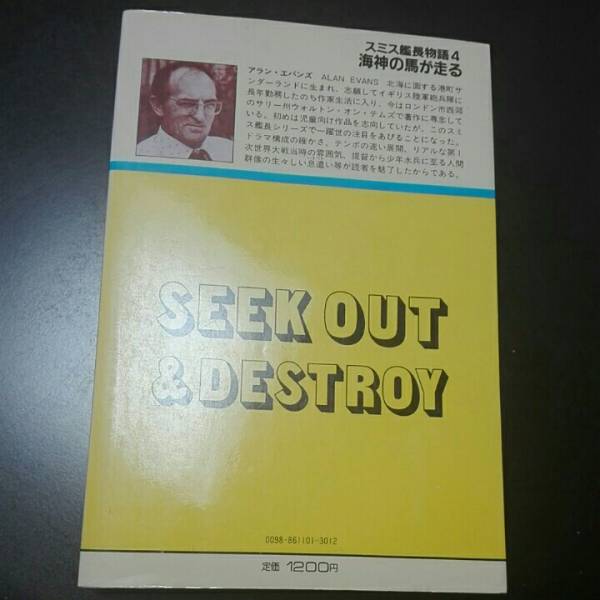 スミス艦長物語4
海神の馬が走る
アラン・エバンズ ALAN EVANS 北海に面する港町サ
ンダーランドに生まれ、志願してイギリス陸軍砲兵隊に
長年勤務したのち作家生活に入り、今はロンドン市西河
のサリー州ウォルトン・オン・テムズで著作に専念して
いる。初めは児童向け作品を志向していたが、このスミ
ス艦長シリーズで一躍世の注目をあびることになった。
ドラマ構成の確かさ、テンポの速い展開、リアルな第1
次世界大戦当時の雰囲気、提督から少年水兵に至る人間
群像の生々しい息遣い等が読者を魅了したからである。
SEEK OUT
& DESTROY
0098-861101-3012
定価 1200円